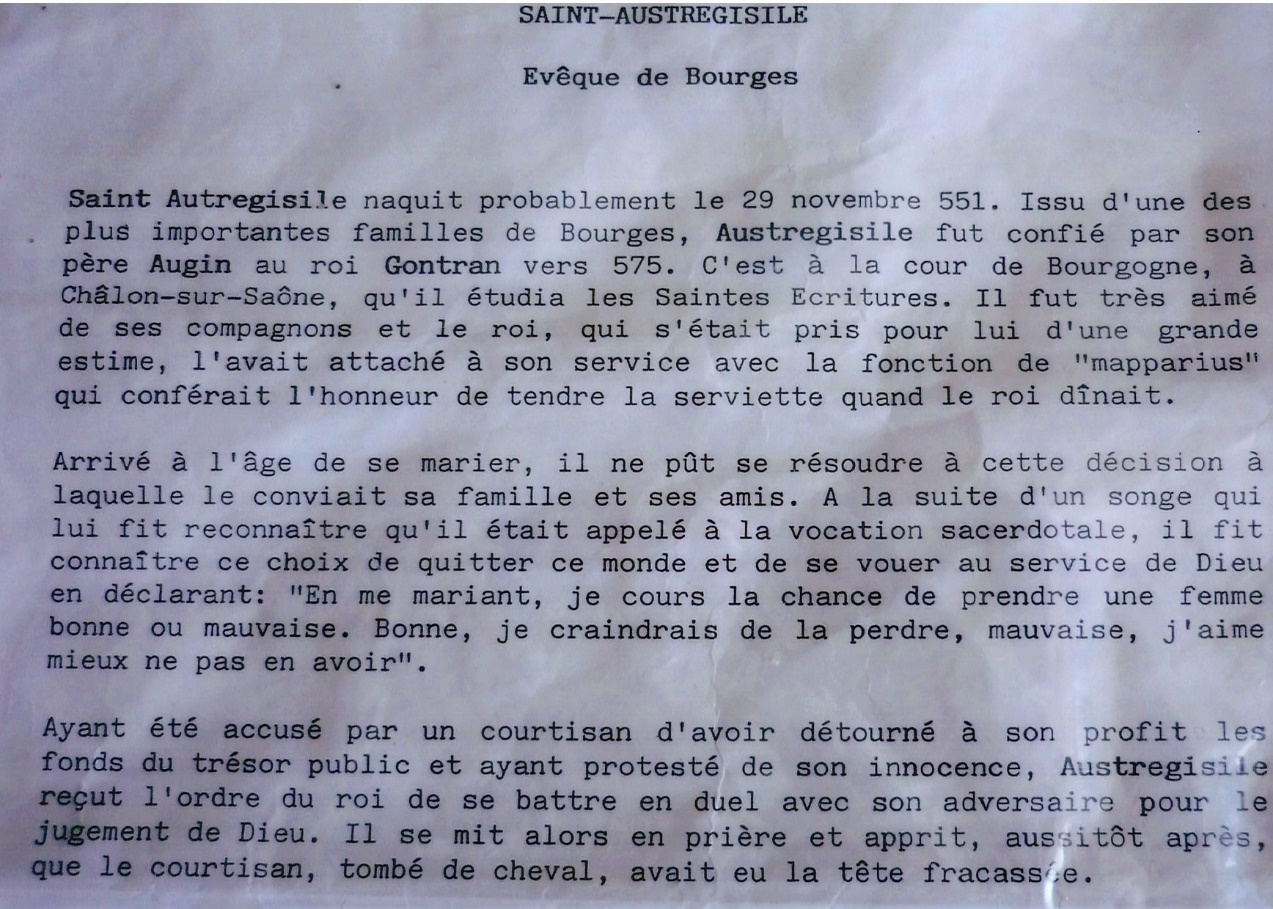 SAINT-AUSTREGISILE
Evêque de Bourges
Saint Autregisile naquit probablement le 29 novembre 551. Issu d'une des
plus importantes familles de Bourges, Austregisile fut confié par son
père Augin au roi Gontran vers 575. C'est à la cour de Bourgogne, à
Châlon-sur-Saône, qu'il étudia les Saintes Ecritures. Il fut très aimé
de ses compagnons et le roi, qui s'était pris pour lui d'une grande
estime, l'avait attaché à son service avec la fonction de "mapparius"
qui conférait l'honneur de tendre la serviette quand le roi dînait.
Arrivé à l'âge de se marier, il ne pût se résoudre à cette décision à
laquelle le conviait sa famille et ses amis. A la suite d'un songe qui
lui fit reconnaître qu'il était appelé à la vocation sacerdotale, il fit
connaître ce choix de quitter ce monde et de se vouer au service de Dieu
en déclarant: "En me mariant, je cours la chance de prendre une femme
bonne ou mauvaise. Bonne, je craindrais de la perdre, mauvaise, j'aime
mieux ne pas en avoir".
Ayant été accusé par un courtisan d'avoir détourné à son profit les
fonds du trésor public et ayant protesté de son innocence, Austregisile
reçut l'ordre du roi de se battre en duel avec son adversaire pour le
jugement de Dieu. Il se mit alors en prière et apprit, aussitôt après,
que le courtisan, tombé de cheval, avait eu la tête fracassée.